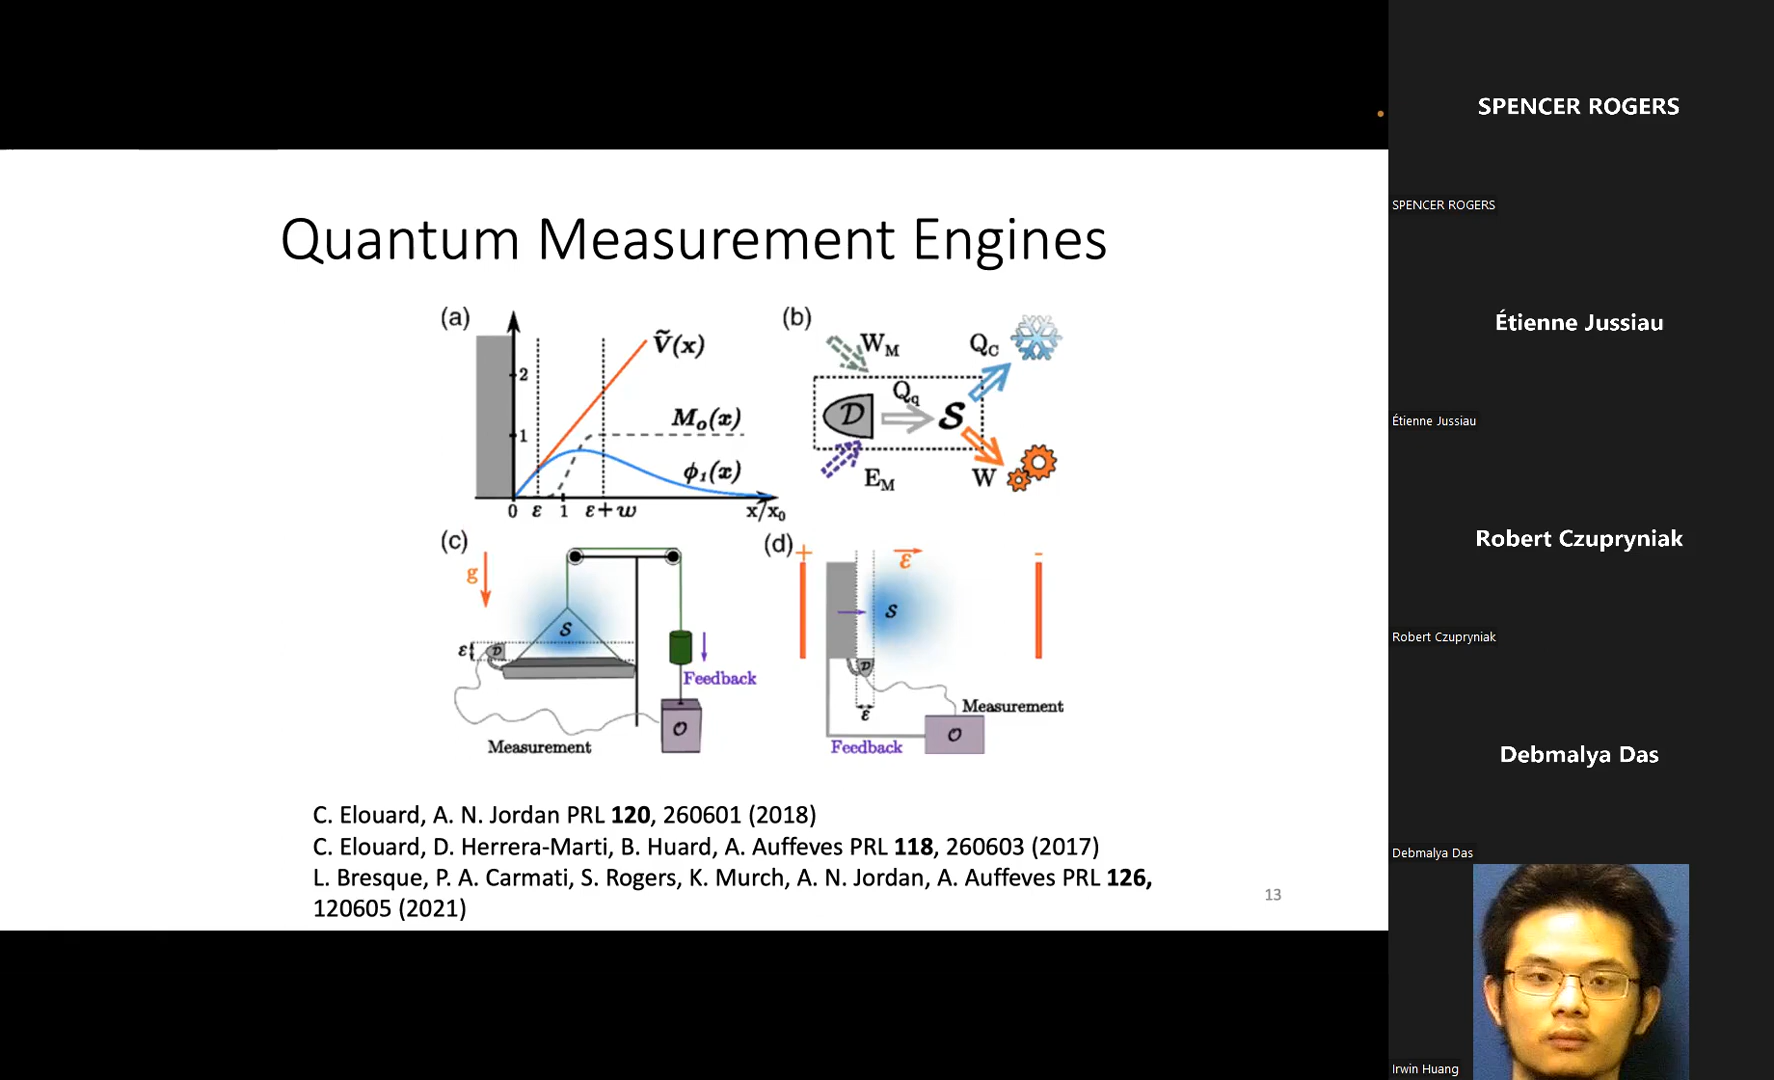 Quantum Measurement Engines
(a)
2
1
Ṽ(x)
M₀(x)
ϕ₁(x)
0 ε 1 ε+w x/x₀
(b)
W_M
Q_C
Q_q
D
S
E_M
W
(c)
g
S
ε
D
Feedback
O
Measurement
(d)
+
ε
-
S
D
ε
Measurement
O
Feedback
C. Elouard, A. N. Jordan PRL 120, 260601 (2018)
C. Elouard, D. Herrera-Marti, B. Huard, A. Auffeves PRL 118, 260603 (2017)
L. Bresque, P. A. Carmati, S. Rogers, K. Murch, A. N. Jordan, A. Auffeves PRL 126,
120605 (2021)
13
SPENCER ROGERS
SPENCER ROGERS
Étienne Jussiau
Étienne Jussiau
Robert Czupryniak
Robert Czupryniak
Debmalya Das
Debmalya Das
Irwin Huang